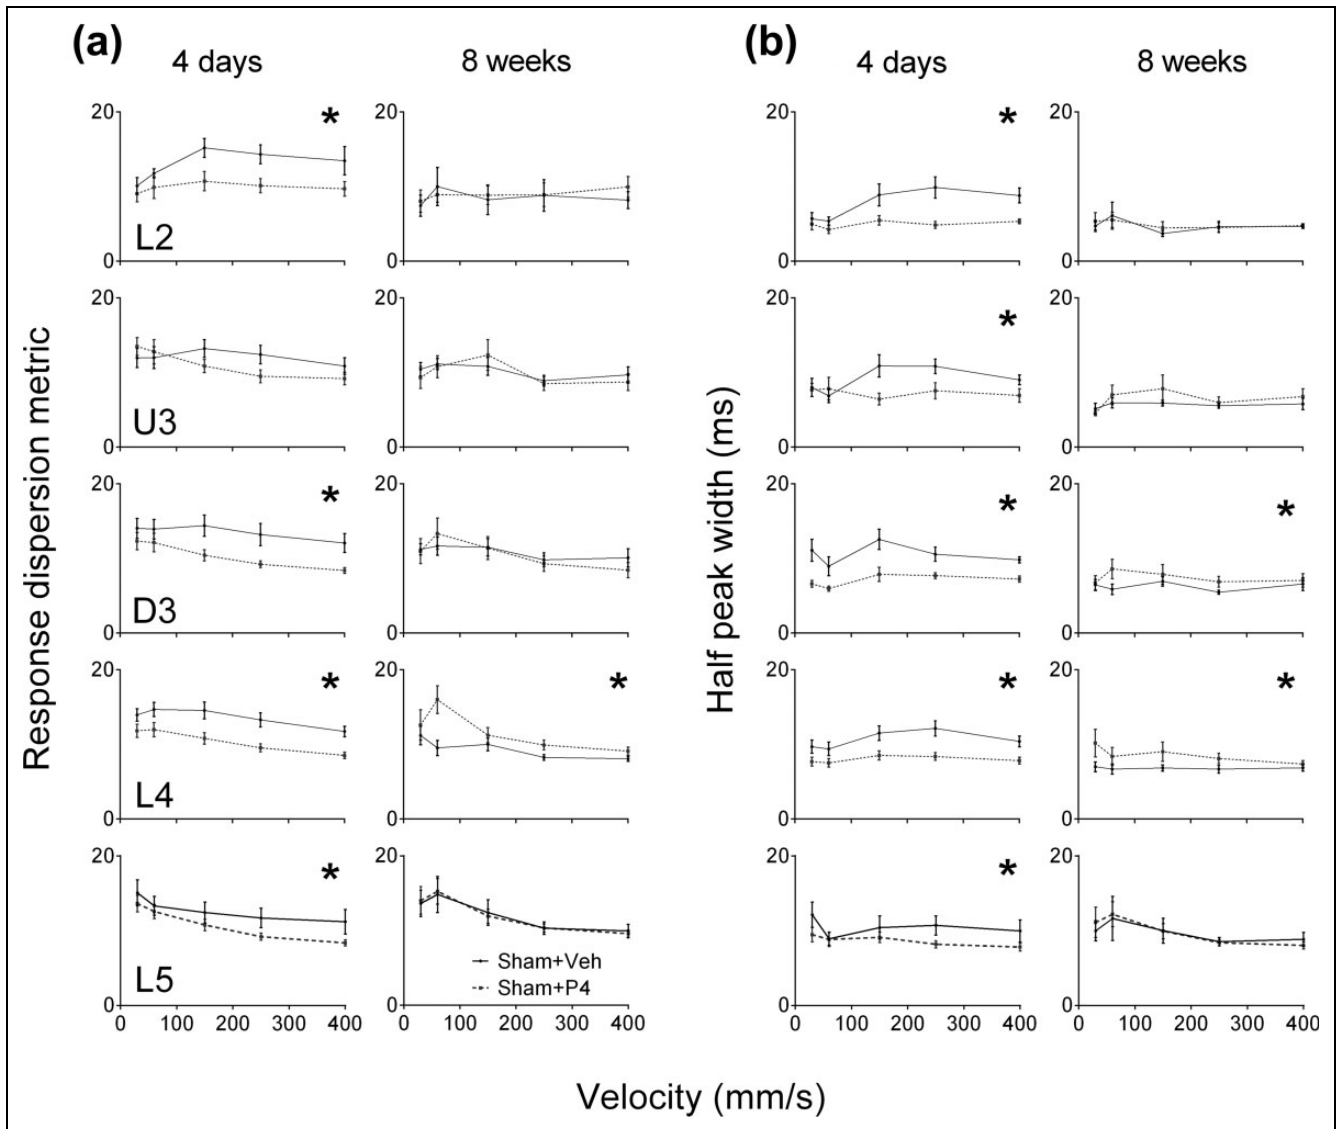 (a)
(b)
4 days
8 weeks
4 days
8 weeks
Response dispersion metric
Half peak width (ms)
20 * 20 20 * 20
L2
0 0 0 0
20 20 20 * 20
U3
0 0 0 0
20 * 20 20 * 20 *
D3
0 0 0 0
20 * 20 * 20 * 20 *
L4
0 0 0 0
20 * 20 20 * 20
L5
Sham+Veh
Sham+P4
0 0 0 0
0 100 200 300 400 0 100 200 300 400 0 100 200 300 400 0 100 200 300 400
Velocity (mm/s)